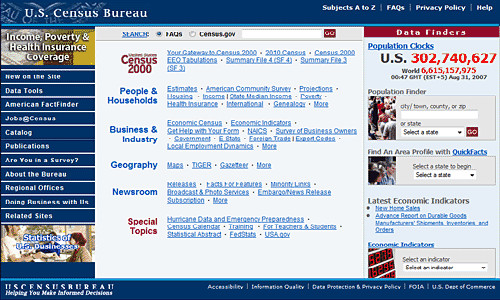 U.S. Census Bureau
Subjects A to Z | FAQs | Privacy Policy | Help
Income, Poverty &
Health Insurance
Coverage
New on the Site
Data Tools
American FactFinder
Jobs@Census
Catalog
Publications
Are You in a Survey?
About the Bureau
Regional Offices
Doing Business with Us
Related Sites
Statistics of
U.S. Businesses
SEARCH: FAQs Census.gov GO
United States
Census
2000
Your Gateway to Census 2000 • 2010 Census • Census 2000
EEO Tabulations • Summary File 4 (SF 4) • Summary File 3
(SF 3)
People &
Households
Estimates • American Community Survey • Projections
Housing • Income | State Median Income • Poverty •
Health Insurance • International • Genealogy • More
Business &
Industry
Economic Census • Economic Indicators •
Get Help with Your Form • NAICS • Survey of Business Owners
• Government • E-Stats • Foreign Trade | Export Codes •
Local Employment Dynamics • More
Geography
Maps • TIGER • Gazetteer • More
Newsroom
Releases • Facts For Features • Minority Links •
Broadcast & Photo Services • Embargo/News Release
Subscription • More
Special
Topics
Hurricane Data and Emergency Preparedness •
Census Calendar • Training • For Teachers & Students •
Statistical Abstract • FedStats • USA.gov
Data Finders
Population Clocks
U.S. 302,740,627
World 6,615,157,975
00:47 GMT (EST+5) Aug 31, 2007
Population Finder
city/ town, county, or zip
or state
Select a state GO
Find An Area Profile with QuickFacts
Select a state to begin
Select a state
Latest Economic Indicators
• New Home Sales
• Advance Report on Durable Goods
Manufacturers' Shipments, Inventories, and
Orders
Economic Indicators
Select an indicator
Select an indicator
USCENSUSBUREAU
Helping You Make Informed Decisions
Accessibility | Information Quality | Data Protection & Privacy Policy | FOIA | U.S. Dept of Commerce